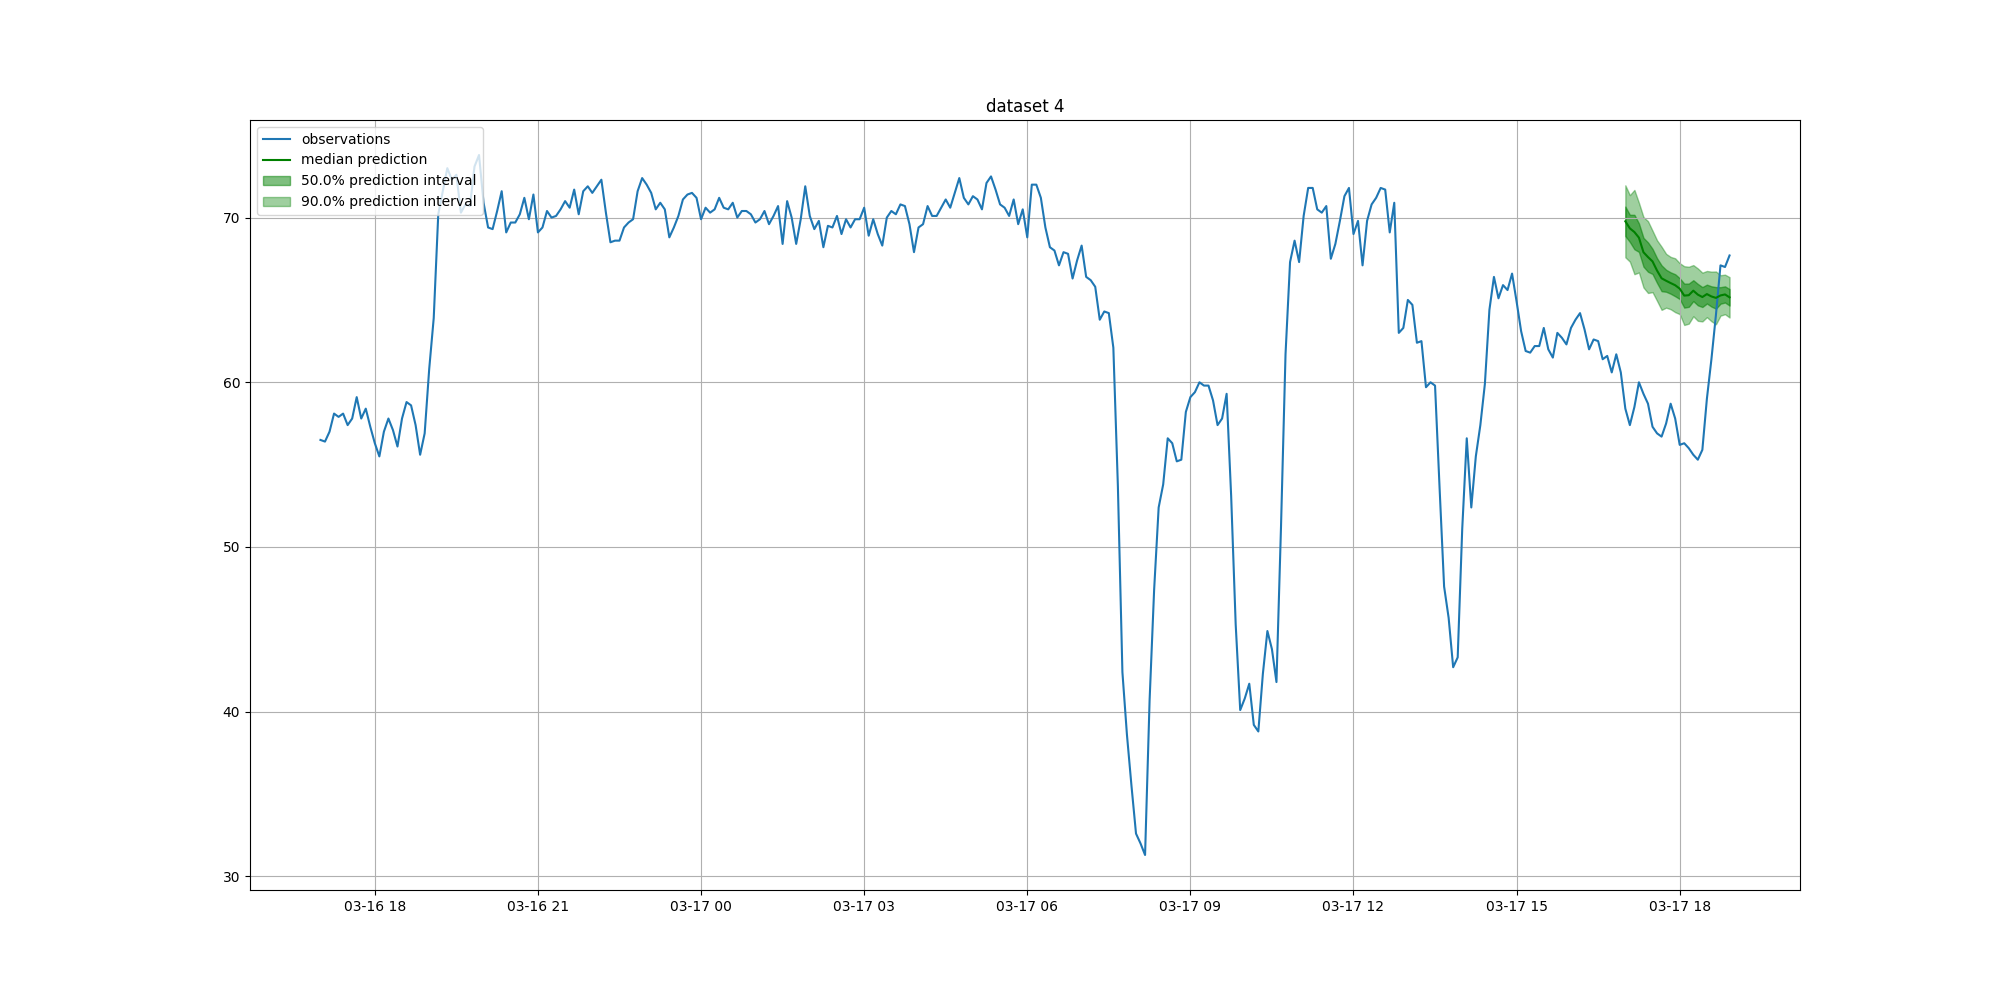 dataset 4
observations
median prediction
50.0% prediction interval
90.0% prediction interval
70
60
50
40
30
03-16 18
03-16 21
03-17 00
03-17 03
03-17 06
03-17 09
03-17 12
03-17 15
03-17 18